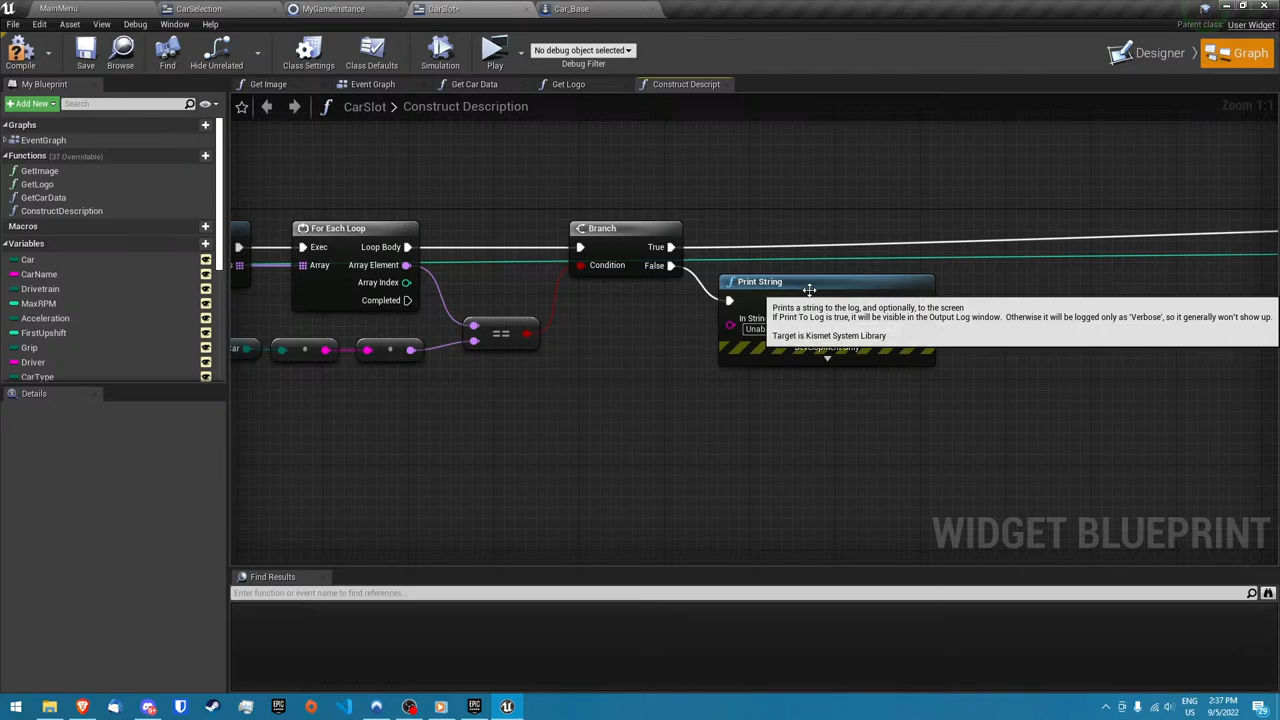 MainMenu
CarSelection
MyGameInstance
CarSlot*
Car_Base
File Edit Asset View Debug Window Help
Parent class: User Widget
Compile
Save
Browse
Find
Hide Unrelated
Class Settings
Class Defaults
Simulation
Play
No debug object selected
Debug Filter
Designer
Graph
My Blueprint
Get Image
Event Graph
Get Car Data
Get Logo
Construct Descript
Add New
Search
CarSlot > Construct Description
Zoom 1:1
Graphs
EventGraph
Functions (37 Overridable)
GetImage
GetLogo
GetCarData
ConstructDescription
Macros
Variables
Car
CarName
Drivetrain
MaxRPM
Acceleration
FirstUpshift
Grip
Driver
CarType
Details
For Each Loop
Exec
Loop Body
Array
Array Element
Array Index
Completed
==
Branch
True
Condition
False
Print String
In String
Unab
Prints a string to the log, and optionally, to the screen
If Print To Log is true, it will be visible in the Output Log window. Otherwise it will be logged only as 'Verbose', so it generally won't show up.
Target is Kismet System Library
WIDGET BLUEPRINT
Find Results
Enter function or event name to find references...
ENG
US
2:37 PM
9/5/2022
29